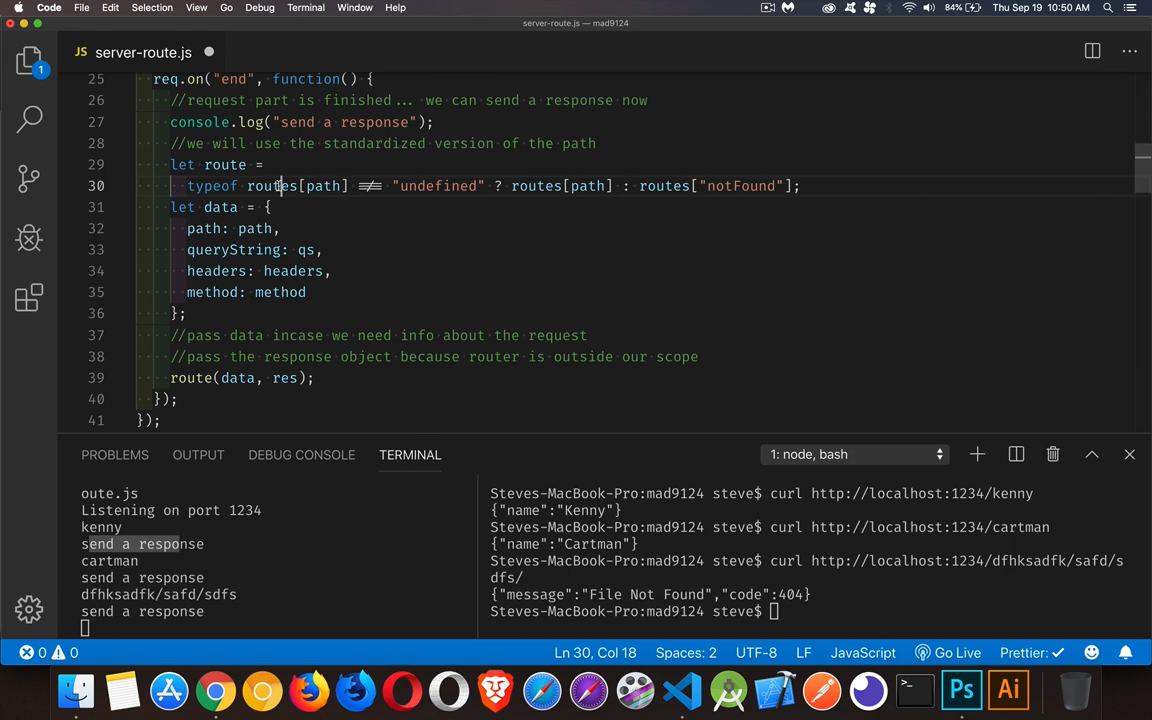 Code File Edit Selection View Go Debug Terminal Window Help 84% Thu Sep 19 10:50 AM
server-route.js — mad9124
JS server-route.js
25 req.on("end", function() {
26 //request part is finished... we can send a response now
27 console.log("send a response");
28 //we will use the standardized version of the path
29 let route =
30 typeof routes[path] !== "undefined" ? routes[path] : routes["notFound"];
31 let data = {
32 path: path,
33 queryString: qs,
34 headers: headers,
35 method: method
36 };
37 //pass data incase we need info about the request
38 //pass the response object because router is outside our scope
39 route(data, res);
40 });
41 });
1
PROBLEMS OUTPUT DEBUG CONSOLE TERMINAL 1: node, bash
oute.js
Listening on port 1234
kenny
send a response
cartman
send a response
dfhksadfk/safd/sdfs
send a response
Steves-MacBook-Pro:mad9124 steve$ curl http://localhost:1234/kenny
{"name":"Kenny"}
Steves-MacBook-Pro:mad9124 steve$ curl http://localhost:1234/cartman
{"name":"Cartman"}
Steves-MacBook-Pro:mad9124 steve$ curl http://localhost:1234/dfhksadfk/safd/s
dfs/
{"message":"File Not Found","code":404}
Steves-MacBook-Pro:mad9124 steve$
0 0 Ln 30, Col 18 Spaces: 2 UTF-8 LF JavaScript Go Live Prettier: ✓
Ps Ai